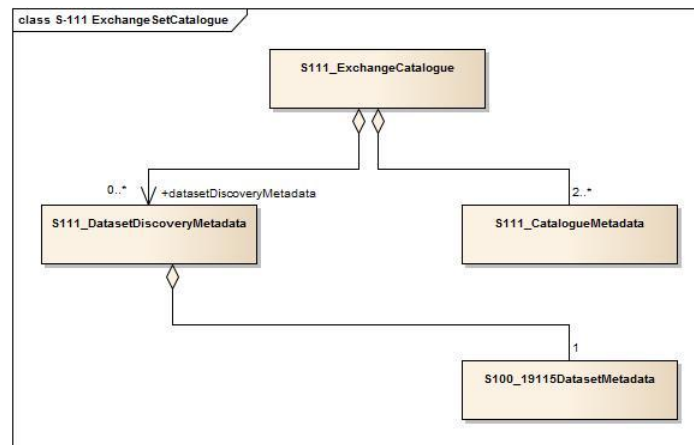 class S-111 ExchangeSetCatalogue
S111_ExchangeCatalogue
0..*
+datasetDiscoveryMetadata
2..*
S111_DatasetDiscoveryMetadata
S111_CatalogueMetadata
1
S100_19115DatasetMetadata